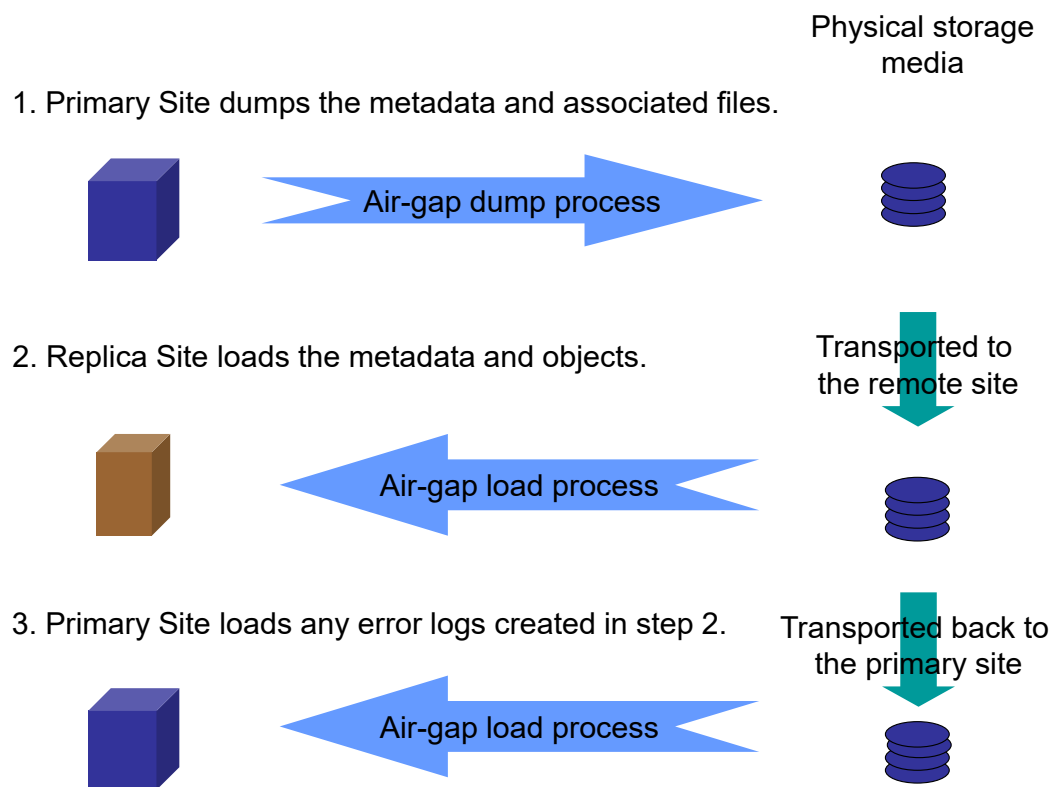 Physical storage
media
1. Primary Site dumps the metadata and associated files.
Air-gap dump process
2. Replica Site loads the metadata and objects.
Transported to
the remote site
Air-gap load process
3. Primary Site loads any error logs created in step 2.
Transported back to
the primary site
Air-gap load process